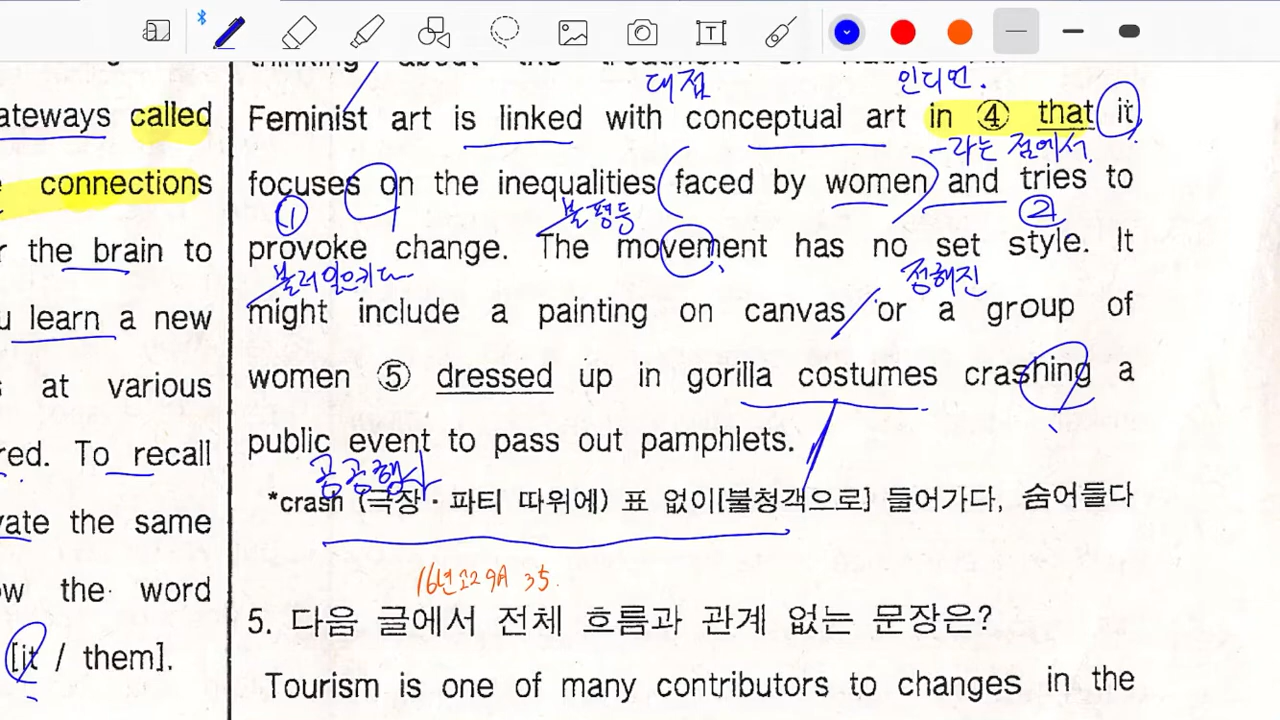 대접 인디언.
Feminist art is linked with conceptual art in ④ that it
-라는 점에서
focuses on the inequalities faced by women and tries to
① 불평등 ②
provoke change. The movement has no set style. It
불러일으키다 정해진
might include a painting on canvas or a group of
women ⑤ dressed up in gorilla costumes crashing a
public event to pass out pamphlets.
공공행사
*crash (극장·파티 따위에) 표 없이[불청객으로] 들어가다, 숨어들다
16년고29A 35.
5. 다음 글에서 전체 흐름과 관계 없는 문장은?
Tourism is one of many contributors to changes in the
ateways called
connections
r the brain to
u learn a new
at various
red. To recall
vate the same
ow the word
[it / them].
T